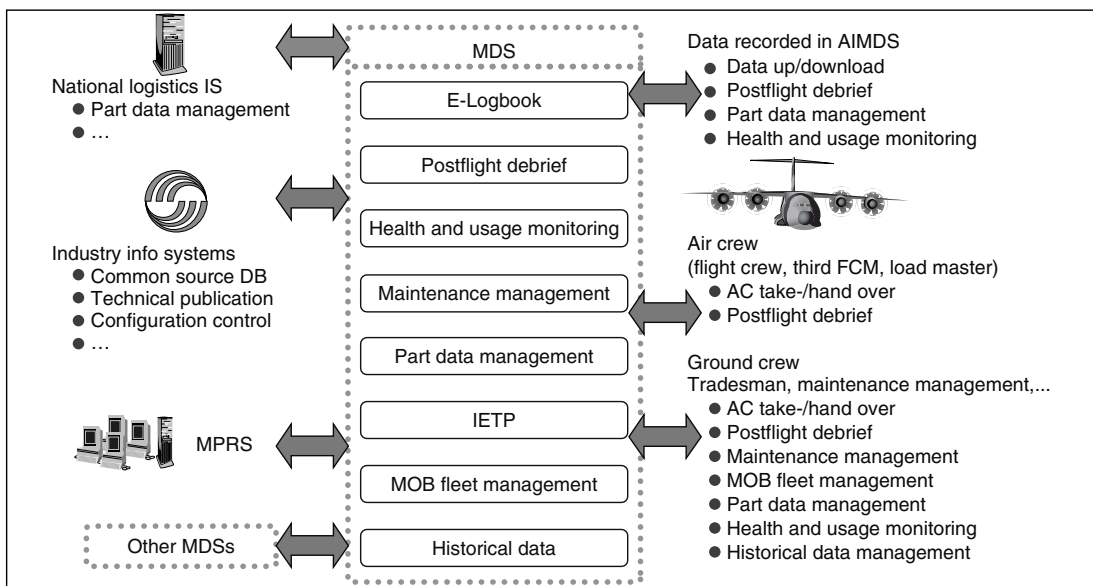 National logistics IS
● Part data management
● …
Industry info systems
● Common source DB
● Technical publication
● Configuration control
● …
MPRS
Other MDSs
MDS
E-Logbook
Postflight debrief
Health and usage monitoring
Maintenance management
Part data management
IETP
MOB fleet management
Historical data
Data recorded in AIMDS
● Data up/download
● Postflight debrief
● Part data management
● Health and usage monitoring
Air crew
(flight crew, third FCM, load master)
● AC take-/hand over
● Postflight debrief
Ground crew
Tradesman, maintenance management,...
● AC take-/hand over
● Postflight debrief
● Maintenance management
● MOB fleet management
● Part data management
● Health and usage monitoring
● Historical data management